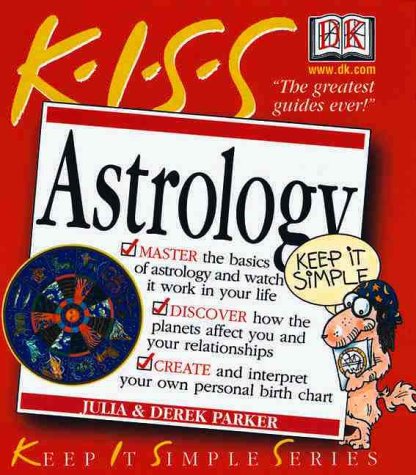 K·I·S·S
DK
www.dk.com
"The greatest
guides ever!"
Astrology
MASTER the basics
of astrology and watch
it work in your life
KEEP iT
SiMPLE
DISCOVER how the
planets affect you and
your relationships
CREATE and interpret
your own personal birth chart
JULIA & DEREK PARKER
KEEP IT SIMPLE SERIES